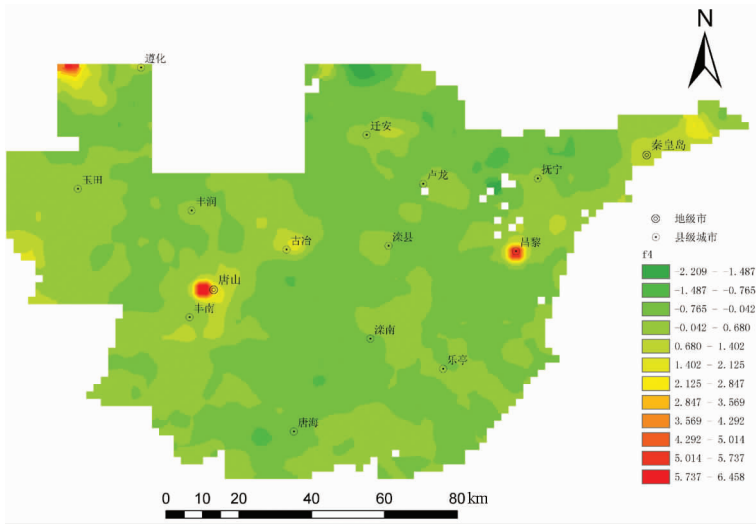 N
遵化
迁安
秦皇岛
玉田
卢龙
抚宁
丰润
地级市
古冶
滦县
昌黎
县级城市
f4
唐山
-2.209 - -1.487
-1.487 - -0.765
丰南
-0.765 - -0.042
滦南
-0.042 - 0.680
0.680 - 1.402
乐亭
1.402 - 2.125
2.125 - 2.847
2.847 - 3.569
唐海
3.569 - 4.292
4.292 - 5.014
5.014 - 5.737
5.737 - 6.458
0 10 20 40 60 80 km